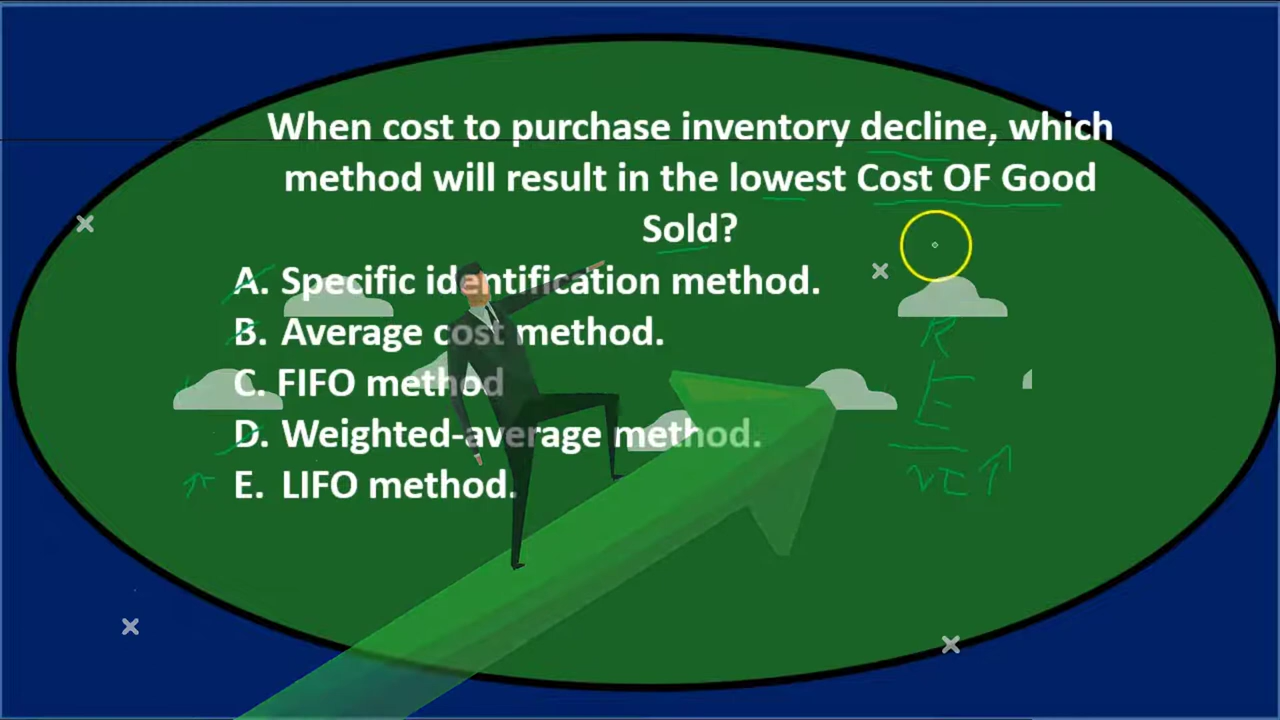 When cost to purchase inventory decline, which
method will result in the lowest Cost OF Good
Sold?
A. Specific identification method.
B. Average cost method.
C. FIFO method
D. Weighted-average method.
E. LIFO method.
R
E
NI↑